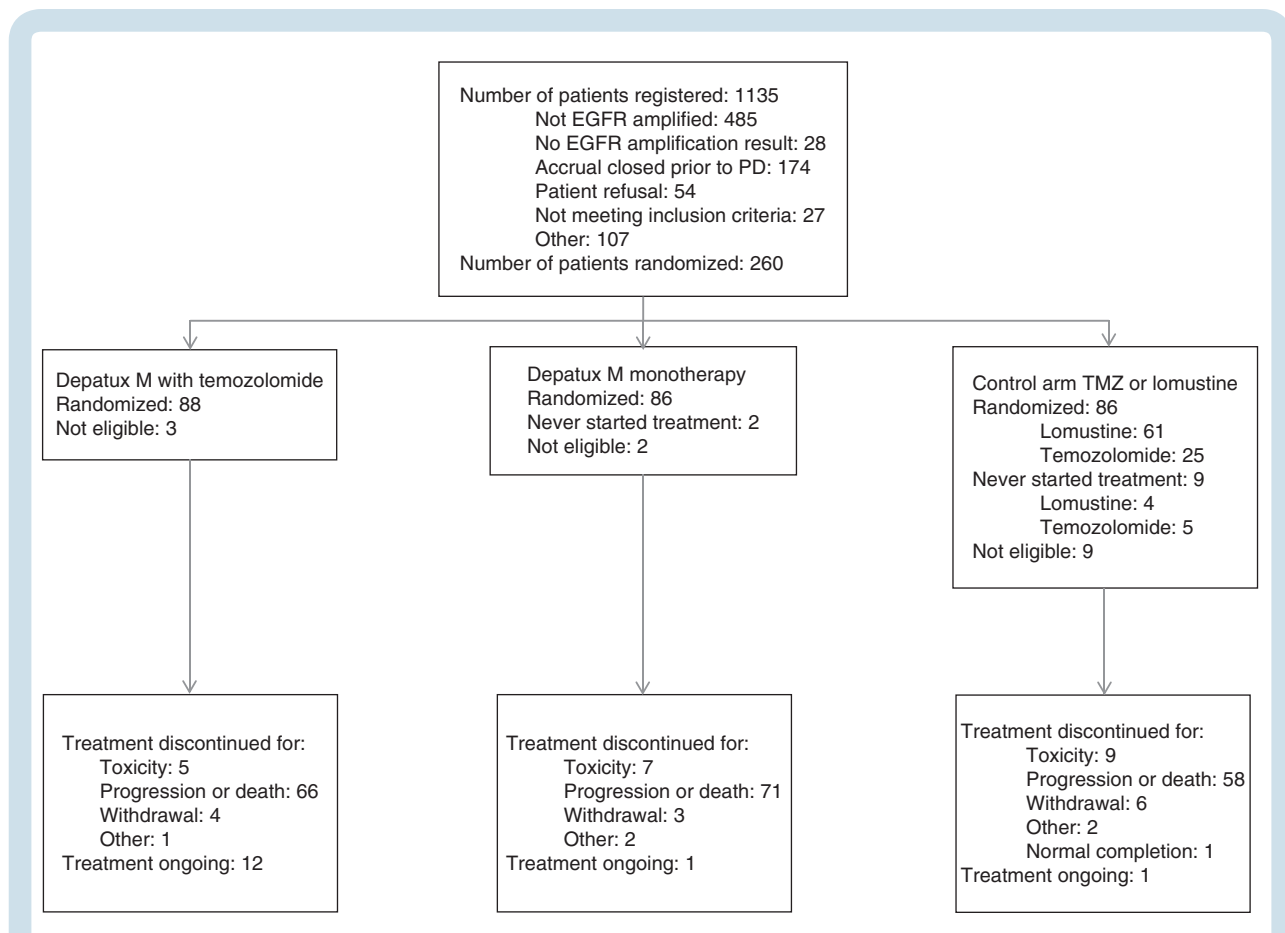 Number of patients registered: 1135
Not EGFR amplified: 485
No EGFR amplification result: 28
Accrual closed prior to PD: 174
Patient refusal: 54
Not meeting inclusion criteria: 27
Other: 107
Number of patients randomized: 260
Depatux M with temozolomide
Randomized: 88
Not eligible: 3
Depatux M monotherapy
Randomized: 86
Never started treatment: 2
Not eligible: 2
Control arm TMZ or lomustine
Randomized: 86
Lomustine: 61
Temozolomide: 25
Never started treatment: 9
Lomustine: 4
Temozolomide: 5
Not eligible: 9
Treatment discontinued for:
Toxicity: 5
Progression or death: 66
Withdrawal: 4
Other: 1
Treatment ongoing: 12
Treatment discontinued for:
Toxicity: 7
Progression or death: 71
Withdrawal: 3
Other: 2
Treatment ongoing: 1
Treatment discontinued for:
Toxicity: 9
Progression or death: 58
Withdrawal: 6
Other: 2
Normal completion: 1
Treatment ongoing: 1